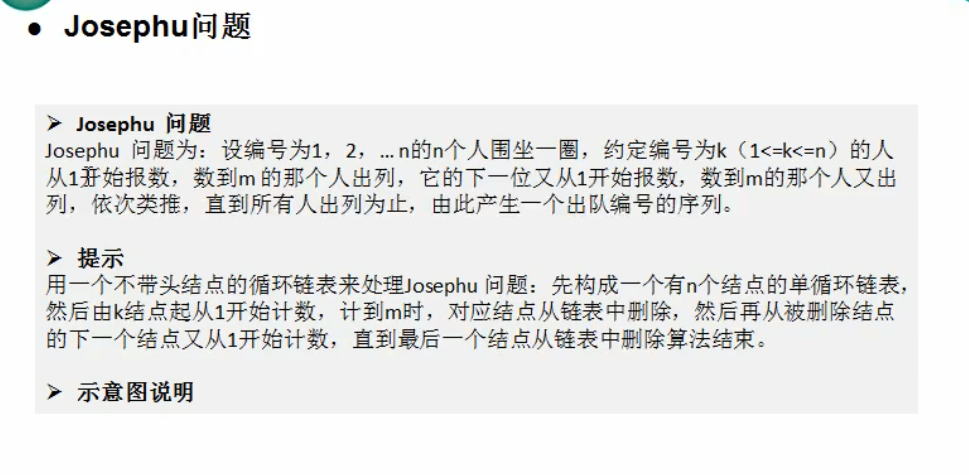 ● Josephu问题
➢ Josephu 问题
Josephu 问题为：设编号为1，2，… n的n个人围坐一圈，约定编号为k（1<=k<=n）的人
从1开始报数，数到m 的那个人出列，它的下一位又从1开始报数，数到m的那个人又出
列，依次类推，直到所有人出列为止，由此产生一个出队编号的序列。
➢ 提示
用一个不带头结点的循环链表来处理Josephu 问题：先构成一个有n个结点的单循环链表，
然后由k结点起从1开始计数，计到m时，对应结点从链表中删除，然后再从被删除结点
的下一个结点又从1开始计数，直到最后一个结点从链表中删除算法结束。
➢ 示意图说明